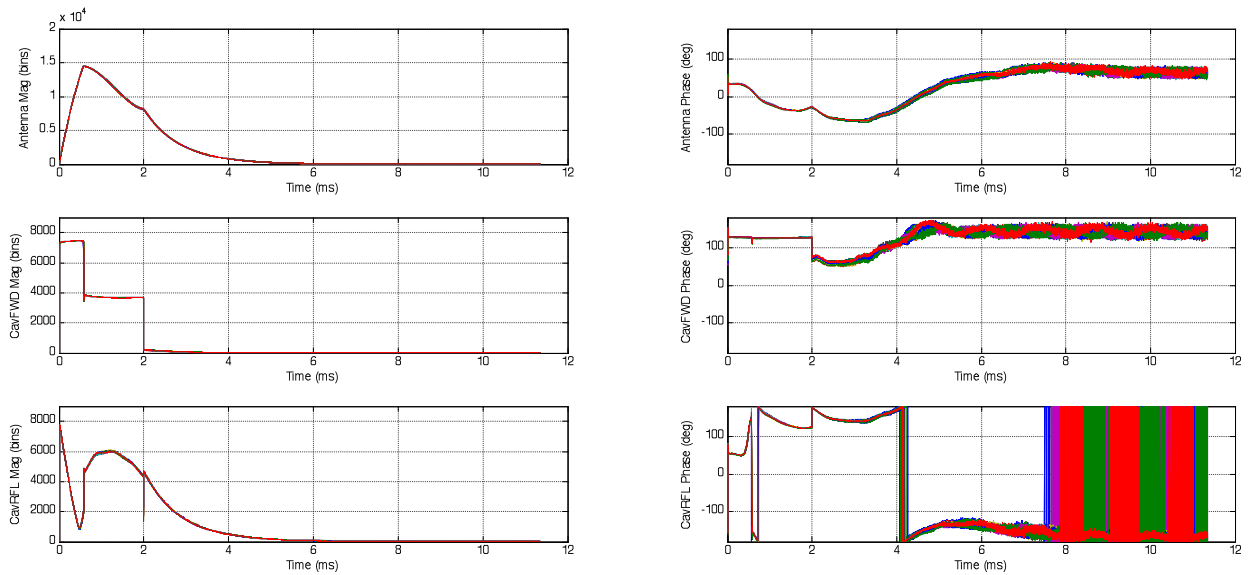 x 10⁴
2
1.5
1
0.5
0
0 2 4 6 8 10 12
Antenna Mag (bins)
Time (ms)
100
0
-100
0 2 4 6 8 10 12
Antenna Phase (deg)
Time (ms)
8000
6000
4000
2000
0
0 2 4 6 8 10 12
CavFWD Mag (bins)
Time (ms)
100
0
-100
0 2 4 6 8 10 12
CavFWD Phase (deg)
Time (ms)
8000
6000
4000
2000
0
0 2 4 6 8 10 12
CavRFL Mag (bins)
Time (ms)
100
0
-100
0 2 4 6 8 10 12
CavRFL Phase (deg)
Time (ms)